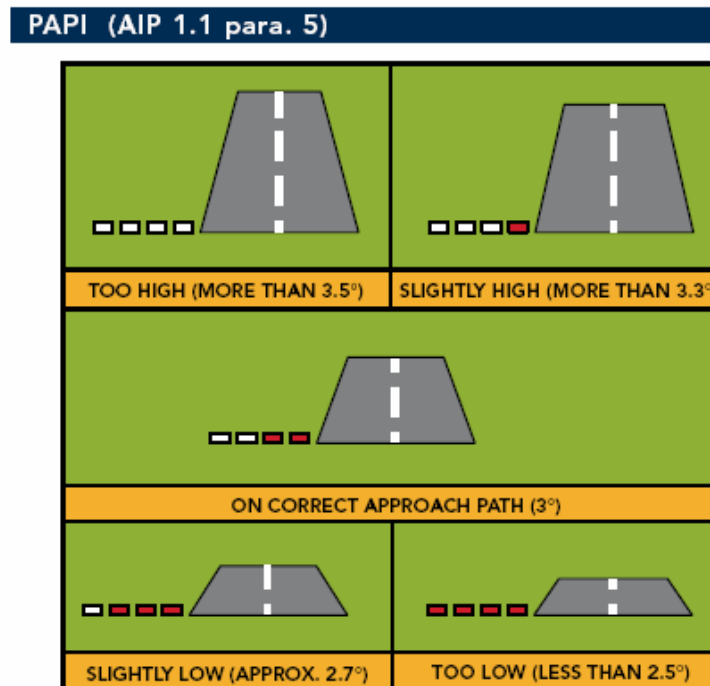 PAPI (AIP 1.1 para. 5)
TOO HIGH (MORE THAN 3.5°)
SLIGHTLY HIGH (MORE THAN 3.3°
ON CORRECT APPROACH PATH (3°)
SLIGHTLY LOW (APPROX. 2.7°)
TOO LOW (LESS THAN 2.5°)